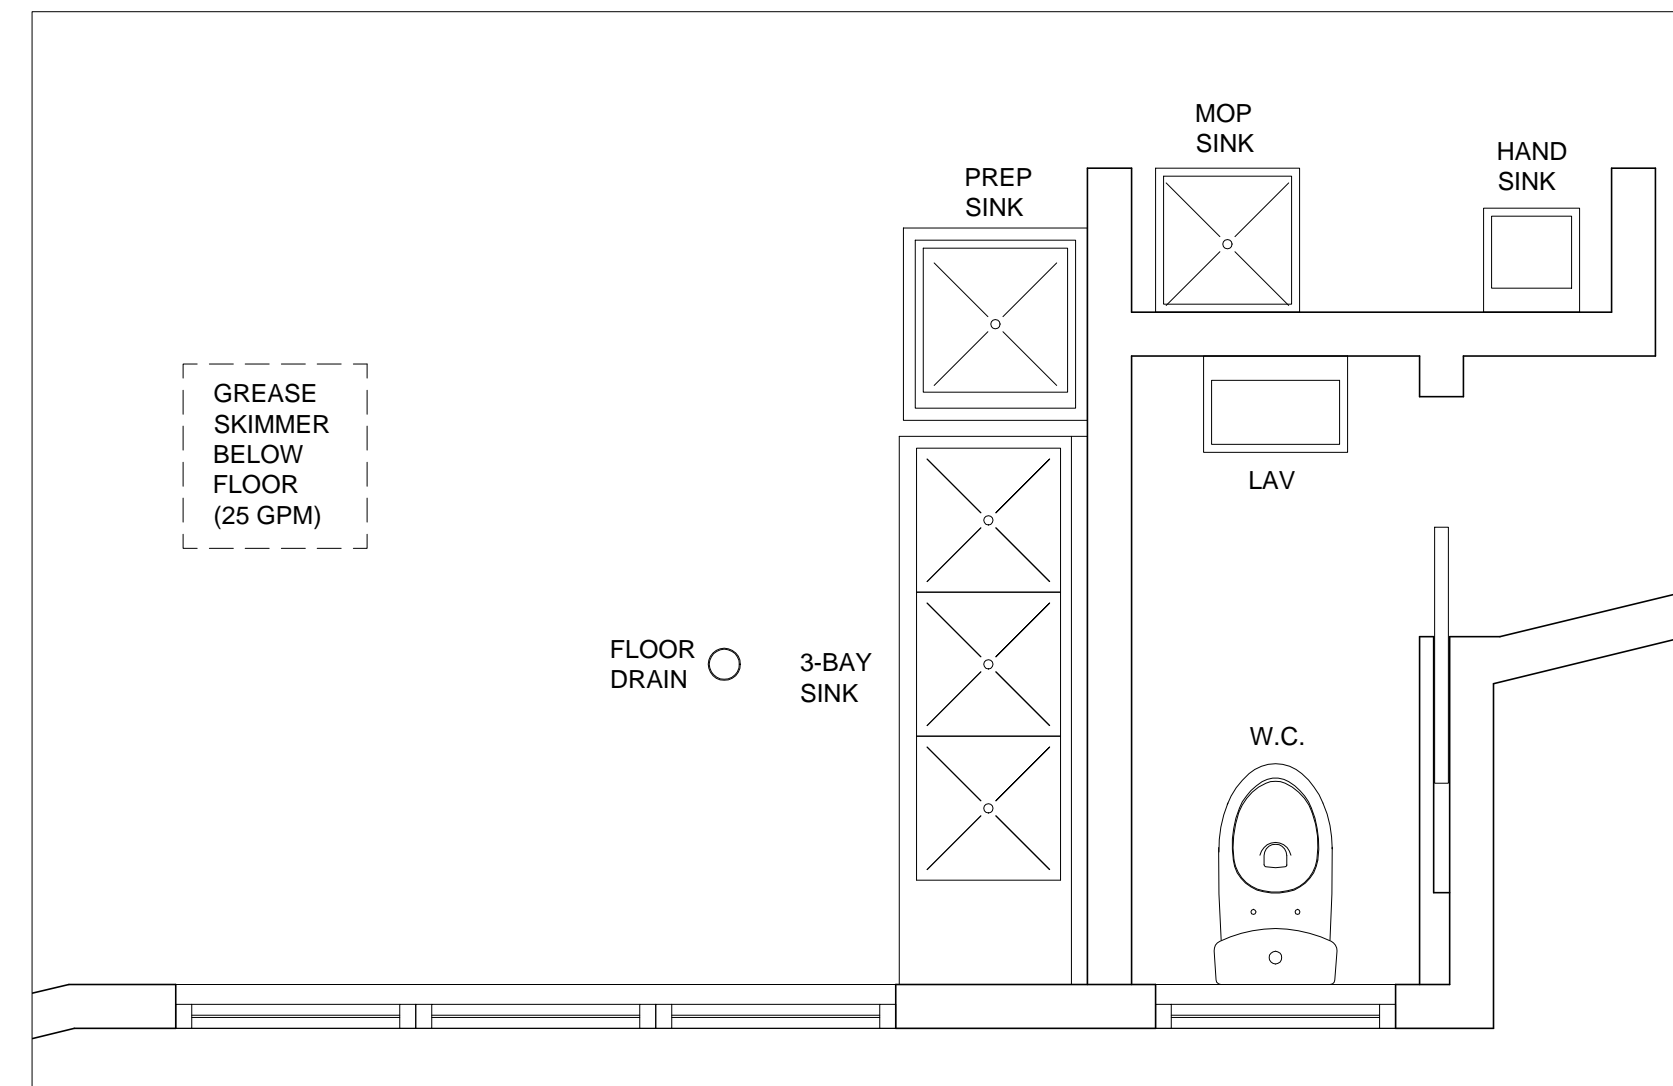 MOP
SINK
HAND
SINK
PREP
SINK
GREASE
SKIMMER
BELOW
FLOOR
(25 GPM)
LAV
FLOOR
DRAIN
3-BAY
SINK
W.C.